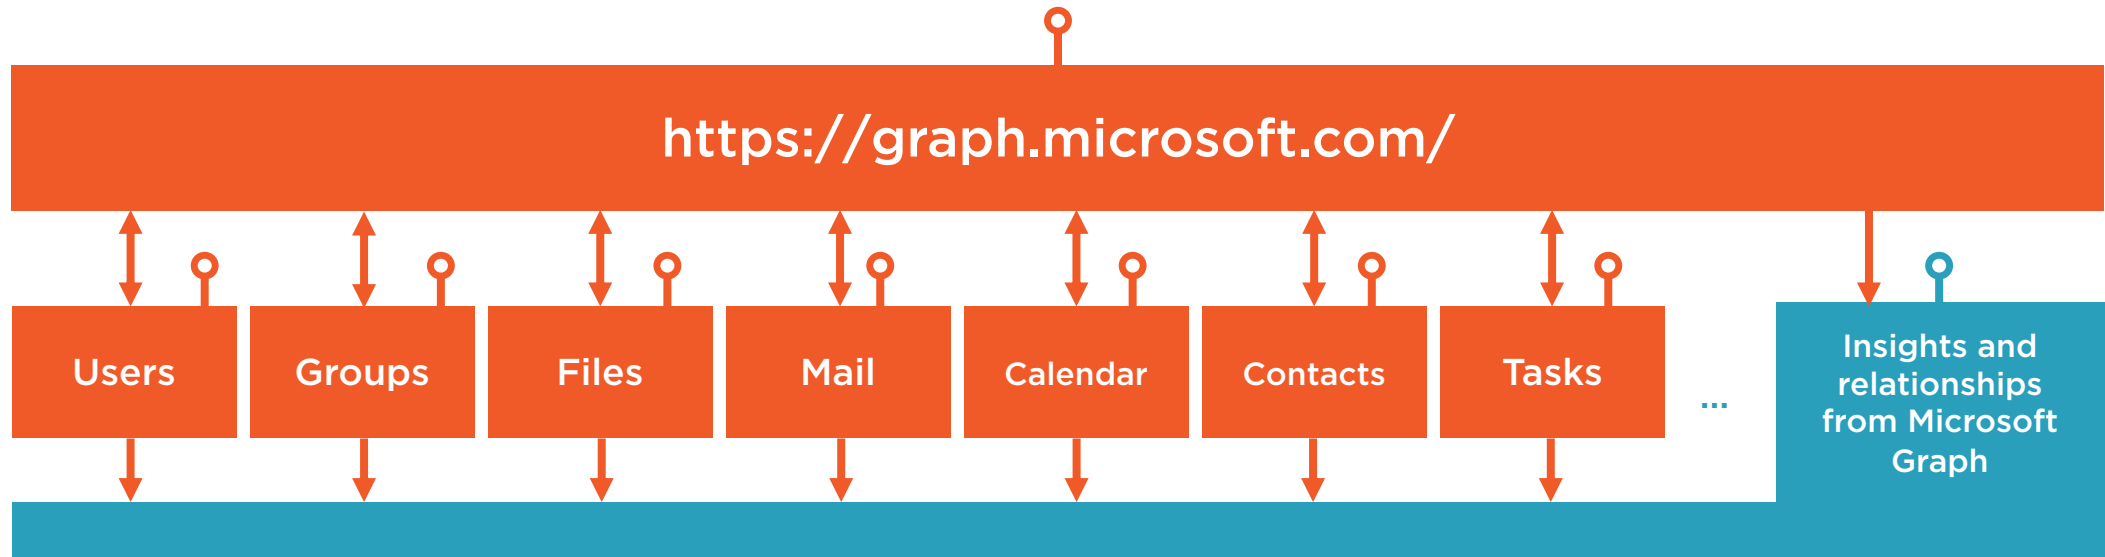 https://graph.microsoft.com/
Users
Groups
Files
Mail
Calendar
Contacts
Tasks
...
Insights and
relationships
from Microsoft
Graph